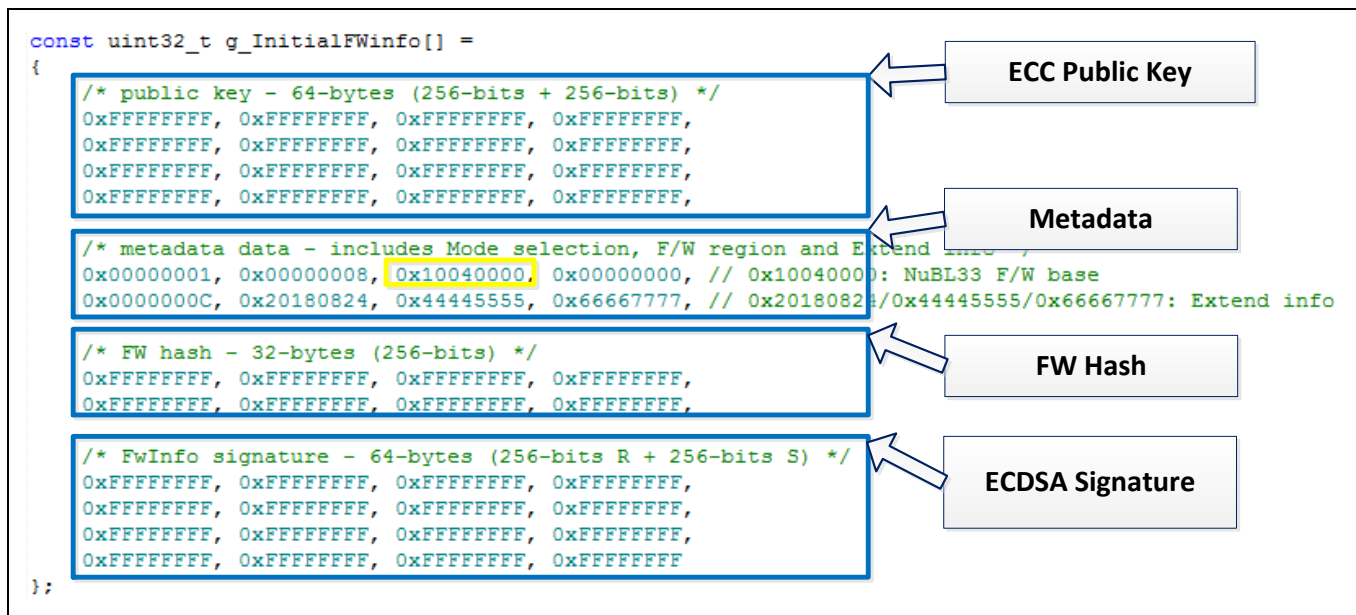 const uint32_t g_InitialFWinfo[] =
{
/* public key - 64-bytes (256-bits + 256-bits) */
0xFFFFFFFF, 0xFFFFFFFF, 0xFFFFFFFF, 0xFFFFFFFF,
0xFFFFFFFF, 0xFFFFFFFF, 0xFFFFFFFF, 0xFFFFFFFF,
0xFFFFFFFF, 0xFFFFFFFF, 0xFFFFFFFF, 0xFFFFFFFF,
0xFFFFFFFF, 0xFFFFFFFF, 0xFFFFFFFF, 0xFFFFFFFF,
ECC Public Key
/* metadata data - includes Mode selection, F/W region and Extend info */
0x00000001, 0x00000008, 0x10040000, 0x00000000, // 0x10040000: NuBL33 F/W base
0x0000000C, 0x20180824, 0x44445555, 0x66667777, // 0x20180824/0x44445555/0x66667777: Extend info
Metadata
/* FW hash - 32-bytes (256-bits) */
0xFFFFFFFF, 0xFFFFFFFF, 0xFFFFFFFF, 0xFFFFFFFF,
0xFFFFFFFF, 0xFFFFFFFF, 0xFFFFFFFF, 0xFFFFFFFF,
FW Hash
/* FwInfo signature - 64-bytes (256-bits R + 256-bits S) */
0xFFFFFFFF, 0xFFFFFFFF, 0xFFFFFFFF, 0xFFFFFFFF,
0xFFFFFFFF, 0xFFFFFFFF, 0xFFFFFFFF, 0xFFFFFFFF,
0xFFFFFFFF, 0xFFFFFFFF, 0xFFFFFFFF, 0xFFFFFFFF,
0xFFFFFFFF, 0xFFFFFFFF, 0xFFFFFFFF, 0xFFFFFFFF
ECDSA Signature
};